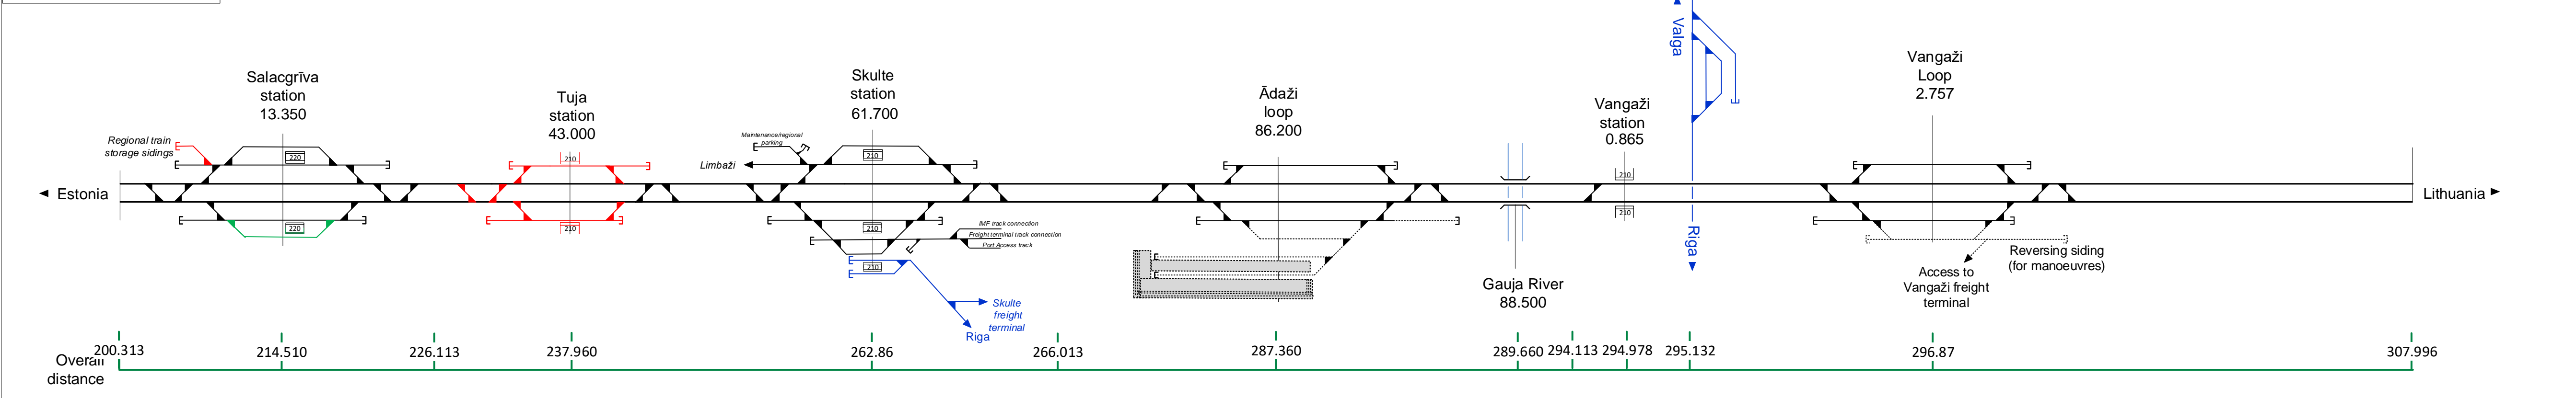 Valga
Salacgrīva
station
13.350
Tuja
station
43.000
Skulte
station
61.700
Ādaži
loop
86.200
Vangaži
station
0.865
Vangaži
Loop
2.757
Regional train
storage sidings
Maintenance/regional
parking
Limbaži
220
210
210
210
Estonia
Lithuania
220
210
210
210
210
IMF track connection
Freight terminal track connection
Port Access track
Riga
Skulte
freight
terminal
Riga
Gauja River
88.500
Access to
Vangaži freight
terminal
Reversing siding
(for manoeuvres)
Overall
distance
200.313
214.510
226.113
237.960
262.86
266.013
287.360
289.660
294.113
294.978
295.132
296.87
307.996